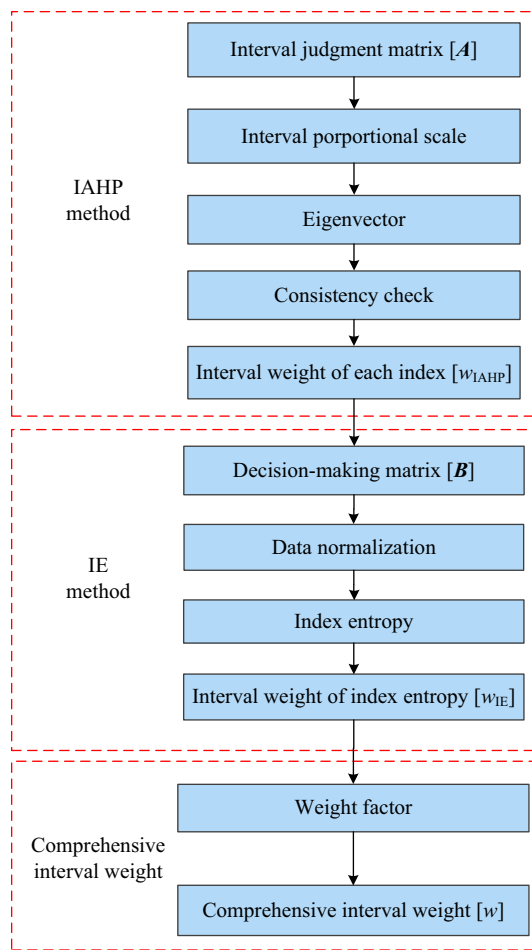 Interval judgment matrix [A]
Interval porportional scale
IAHP
method
Eigenvector
Consistency check
Interval weight of each index [wIAHP]
Decision-making matrix [B]
Data normalization
IE
method
Index entropy
Interval weight of index entropy [wIE]
Weight factor
Comprehensive
interval weight
Comprehensive interval weight [w]